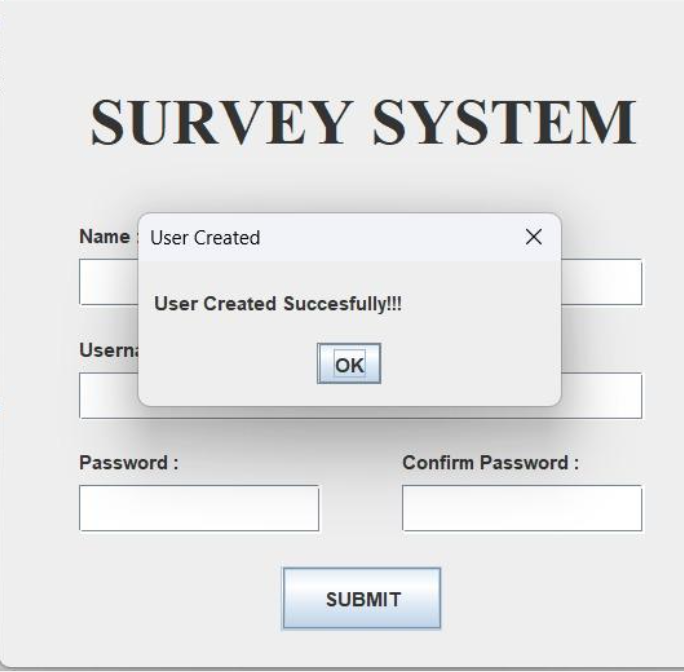 SURVEY SYSTEM
Name :
User Created
User Created Succesfully!!!
OK
Password :
Confirm Password :
SUBMIT